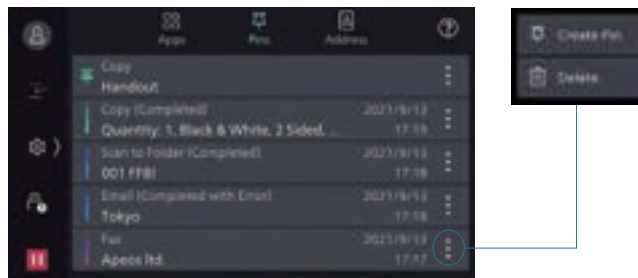 Apps
Pins
Address
Copy
Handout
Copy (Completed)
2021/9/13
Quantity: 1, Black & White, 2 Sided, ...
17:19
Scan to Folder (Completed)
2021/9/13
001 FFBI
17:18
Email (Completed with Error)
2021/9/13
Tokyo
17:18
Fax
2021/9/13
Apeos ltd.
17:17
Create Pin
Delete